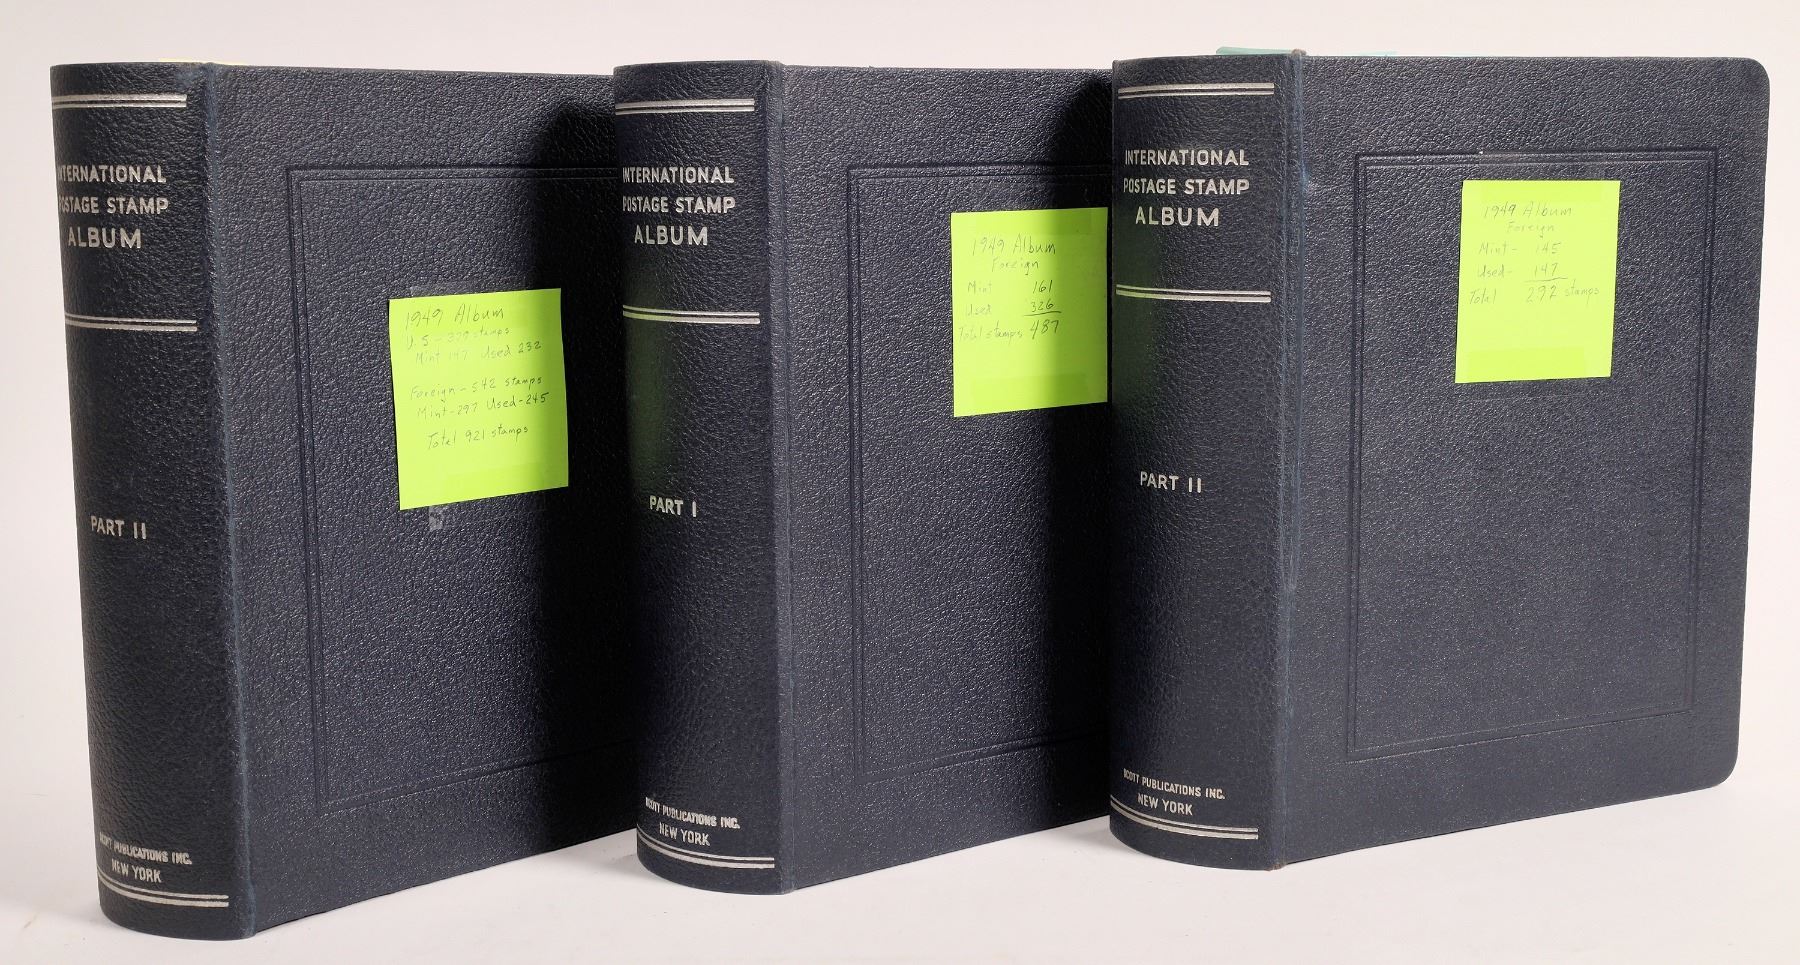 INTERNATIONAL
POSTAGE STAMP
ALBUM
PART II
SCOTT PUBLICATIONS INC.
NEW YORK
1949 Album
U.S - 379 stamps
Mint 147 Used 232
Foreign - 542 stamps
Mint - 297 Used - 245
Total 921 stamps
INTERNATIONAL
POSTAGE STAMP
ALBUM
PART I
SCOTT PUBLICATIONS INC.
NEW YORK
1949 Album
Foreign
Mint 161
Used 326
Total stamps 487
INTERNATIONAL
POSTAGE STAMP
ALBUM
PART II
SCOTT PUBLICATIONS INC.
NEW YORK
1949 Album
Foreign
Mint - 145
Used - 147
Total 292 stamps